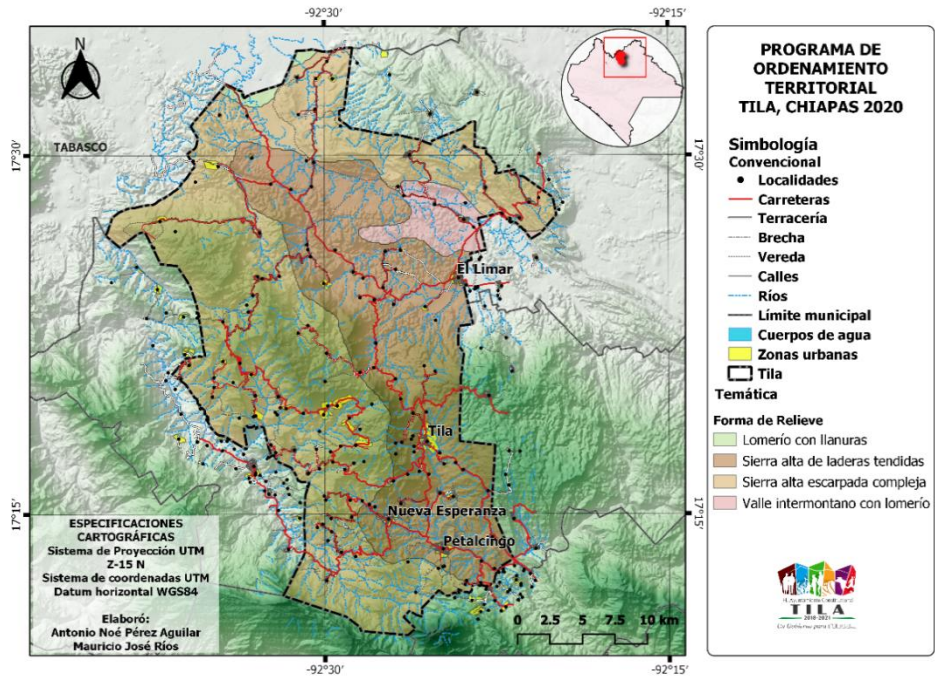 -92°30'
-92°15'
N
TABASCO
17°30'
17°30'
El Limar
Tila
Nueva Esperanza
Petalcingo
17°15'
17°15'
ESPECIFICACIONES
CARTOGRÁFICAS
Sistema de Proyección UTM
Z-15 N
Sistema de coordenadas UTM
Datum horizontal WGS84
Elaboró:
Antonio Noé Pérez Aguilar
Mauricio José Ríos
0 2.5 5 7.5 10 km
-92°30'
-92°15'
PROGRAMA DE
ORDENAMIENTO
TERRITORIAL
TILA, CHIAPAS 2020
Simbología
Convencional
Localidades
Carreteras
Terracería
Brecha
Vereda
Calles
Ríos
Límite municipal
Cuerpos de agua
Zonas urbanas
Tila
Temática
Forma de Relieve
Lomerío con llanuras
Sierra alta de laderas tendidas
Sierra alta escarpada compleja
Valle intermontano con lomerío
H. Ayuntamiento Constitucional
TILA
2018-2021